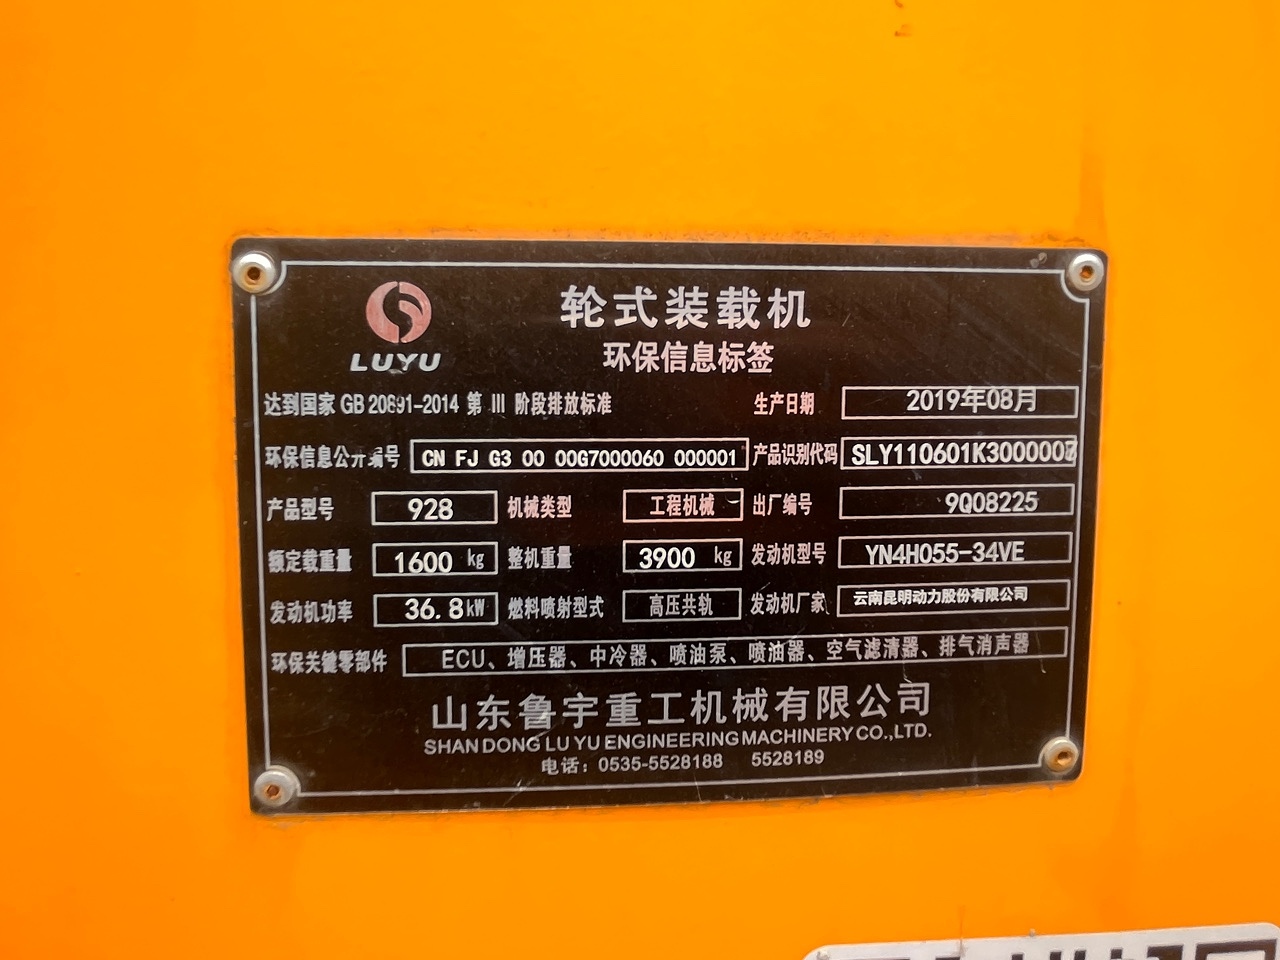 LUYU
轮式装载机
环保信息标签
达到国家 GB 20891-2014 第 III 阶段排放标准 生产日期 2019年08月
环保信息公开编号 CN FJ G3 00 00G7000060 000001 产品识别代码 SLY110601K3000007
产品型号 928 机械类型 工程机械 出厂编号 9Q08225
额定载重量 1600 kg 整机重量 3900 kg 发动机型号 YN4H055-34VE
发动机功率 36.8kW 燃料喷射型式 高压共轨 发动机厂家 云南昆明动力股份有限公司
环保关键零部件 ECU、增压器、中冷器、喷油泵、喷油器、空气滤清器、排气消声器
山东鲁宇重工机械有限公司
SHAN DONG LU YU ENGINEERING MACHINERY CO.,LTD.
电话：0535-5528188 5528189